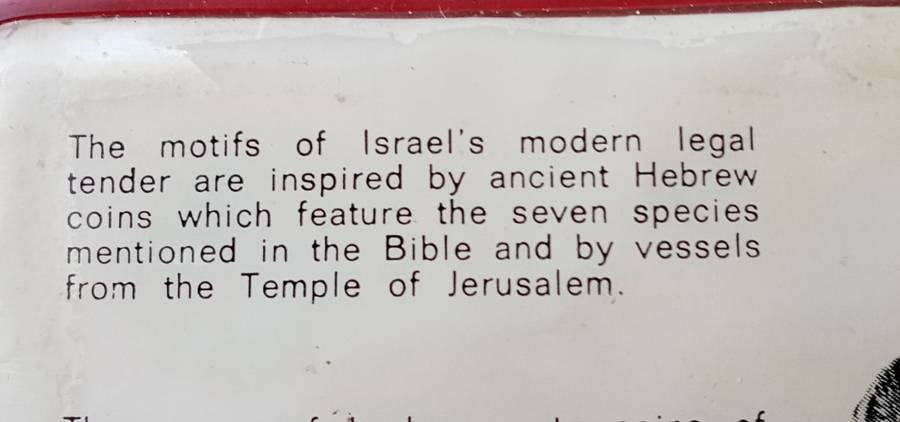 The motifs of Israel's modern legal
tender are inspired by ancient Hebrew
coins which feature the seven species
mentioned in the Bible and by vessels
from the Temple of Jerusalem.